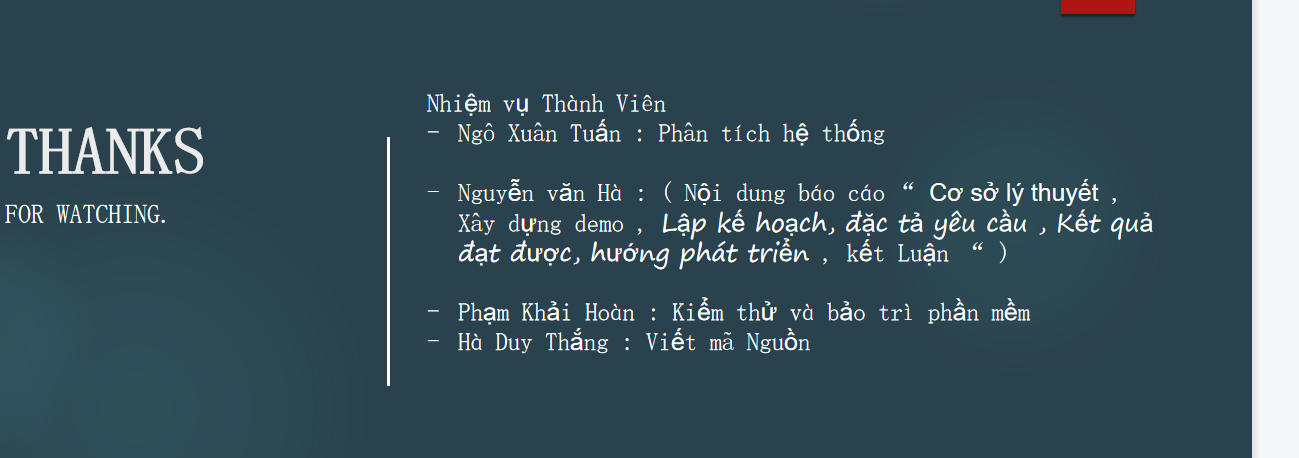 THANKS
FOR WATCHING.
Nhiệm vụ Thành Viên
- Ngô Xuân Tuấn : Phân tích hệ thống
- Nguyễn văn Hà : ( Nội dung báo cáo “ Cơ sở lý thuyết ,
Xây dựng demo , Lập kế hoạch, đặc tả yêu cầu , Kết quả
đạt được, hướng phát triển , kết Luận “ )
- Phạm Khải Hoàn : Kiểm thử và bảo trì phần mềm
- Hà Duy Thắng : Viết mã Nguồn